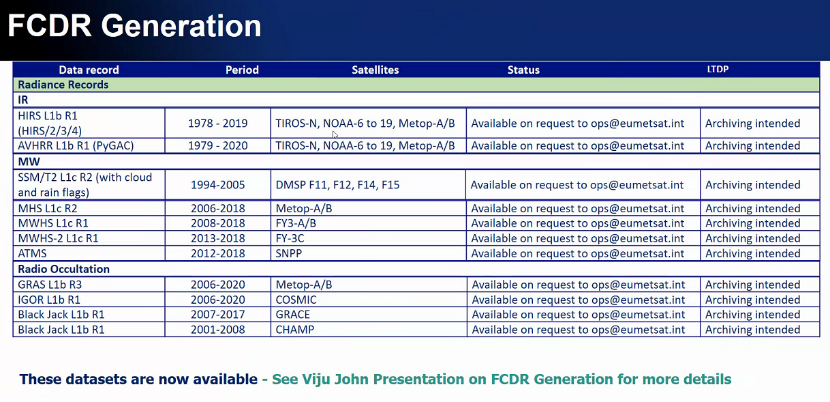 FCDR Generation
Data record Period Satellites Status LTDP
Radiance Records
IR
HIRS L1b R1
(HIRS/2/3/4) 1978 - 2019 TIROS-N, NOAA-6 to 19, Metop-A/B Available on request to ops@eumetsat.int Archiving intended
AVHRR L1b R1 (PyGAC) 1979 - 2020 TIROS-N, NOAA-6 to 19, Metop-A/B Available on request to ops@eumetsat.int Archiving intended
MW
SSM/T2 L1c R2 (with cloud
and rain flags) 1994-2005 DMSP F11, F12, F14, F15 Available on request to ops@eumetsat.int Archiving intended
MHS L1c R2 2006-2018 Metop-A/B Available on request to ops@eumetsat.int Archiving intended
MWHS L1c R1 2008-2018 FY3-A/B Available on request to ops@eumetsat.int Archiving intended
MWHS-2 L1c R1 2013-2018 FY-3C Available on request to ops@eumetsat.int Archiving intended
ATMS 2012-2018 SNPP Available on request to ops@eumetsat.int Archiving intended
Radio Occultation
GRAS L1b R3 2006-2020 Metop-A/B Available on request to ops@eumetsat.int Archiving intended
IGOR L1b R1 2006-2020 COSMIC Available on request to ops@eumetsat.int Archiving intended
Black Jack L1b R1 2007-2017 GRACE Available on request to ops@eumetsat.int Archiving intended
Black Jack L1b R1 2001-2008 CHAMP Available on request to ops@eumetsat.int Archiving intended
These datasets are now available - See Viju John Presentation on FCDR Generation for more details